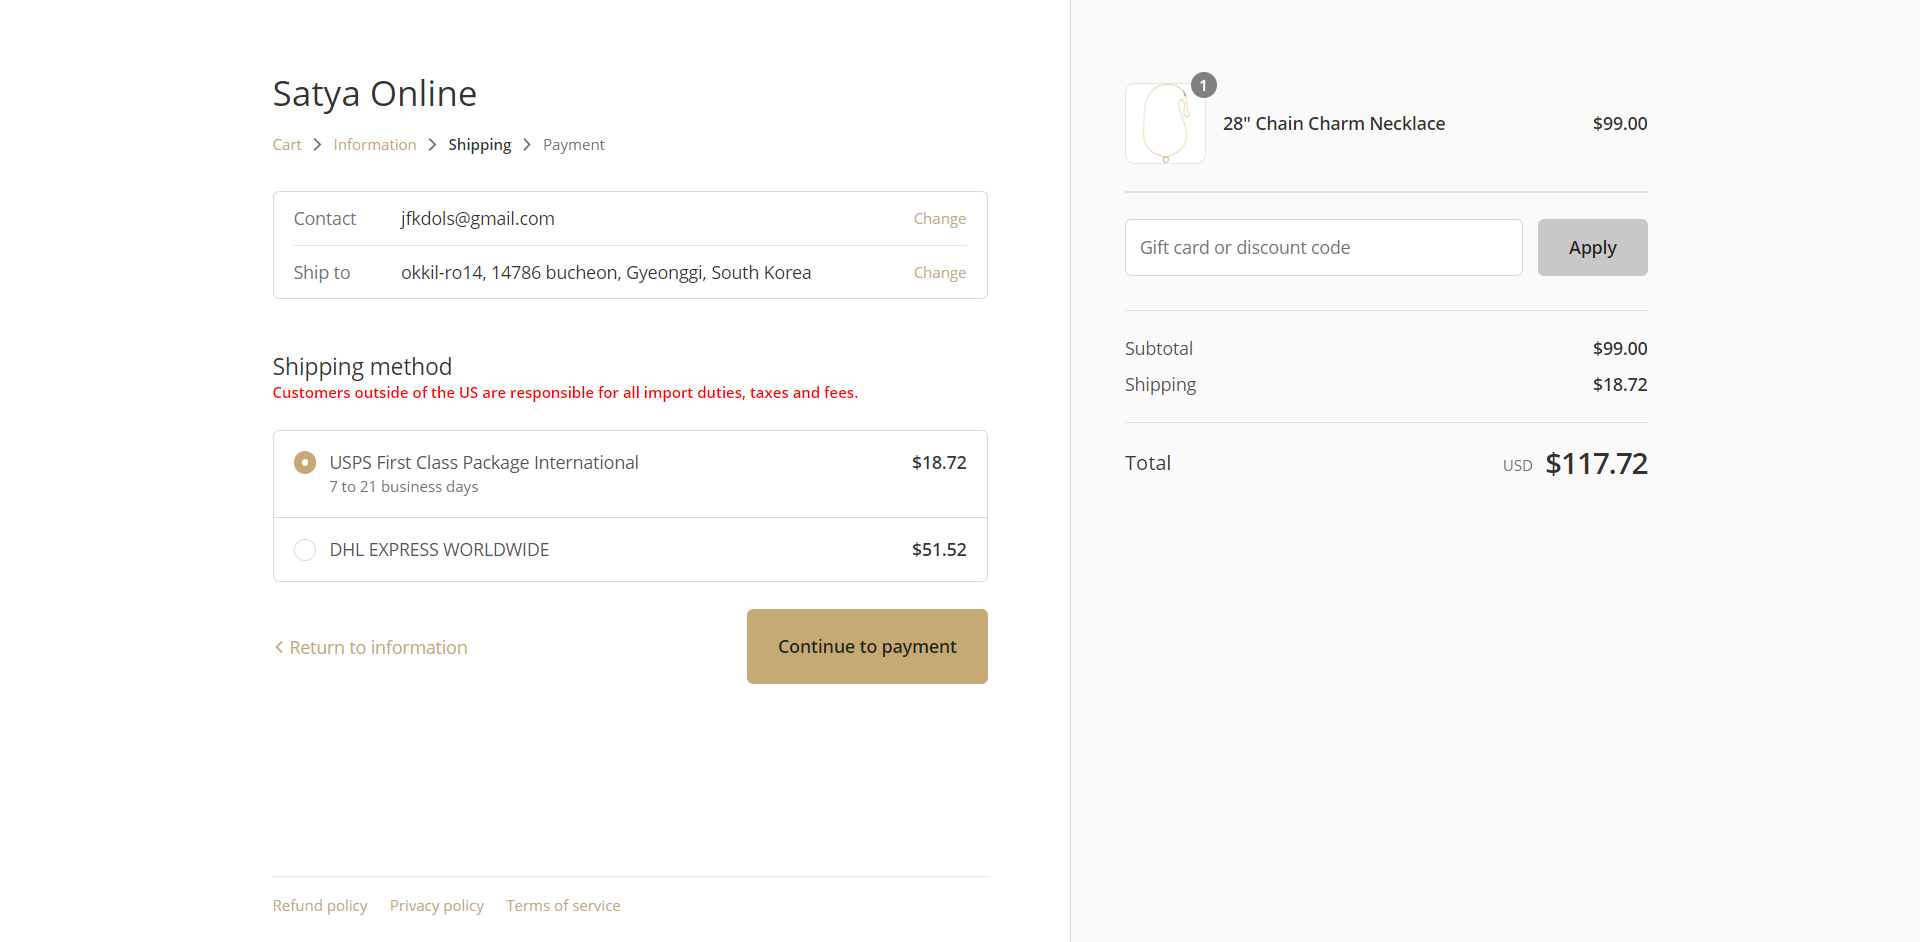 Satya Online
Cart > Information > Shipping > Payment
Contact jfkdols@gmail.com Change
Ship to okkil-ro14, 14786 bucheon, Gyeonggi, South Korea Change
Shipping method
Customers outside of the US are responsible for all import duties, taxes and fees.
USPS First Class Package International $18.72
7 to 21 business days
DHL EXPRESS WORLDWIDE $51.52
< Return to information
Continue to payment
Refund policy Privacy policy Terms of service
1
28" Chain Charm Necklace $99.00
Gift card or discount code Apply
Subtotal $99.00
Shipping $18.72
Total USD $117.72